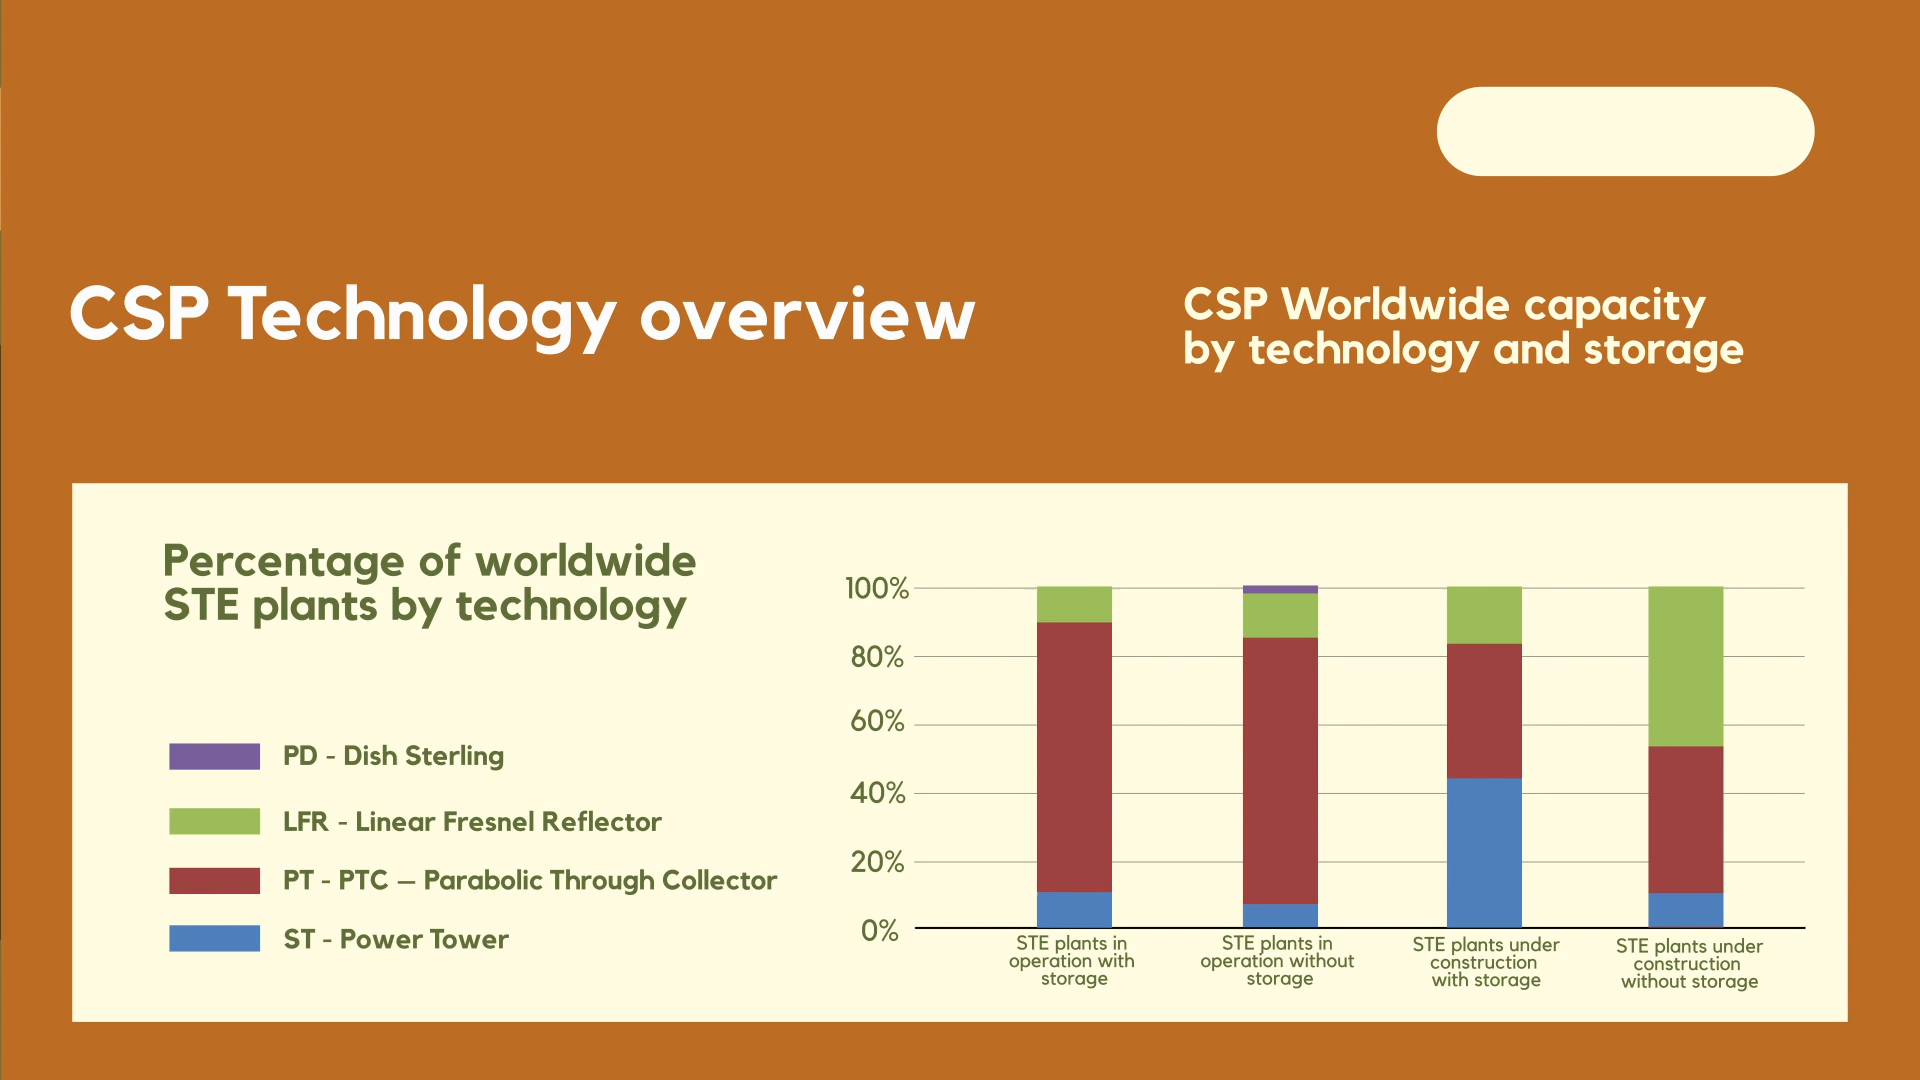 CSP Technology overview
CSP Worldwide capacity
by technology and storage
Percentage of worldwide
STE plants by technology
PD - Dish Sterling
LFR - Linear Fresnel Reflector
PT - PTC – Parabolic Through Collector
ST - Power Tower
100%
80%
60%
40%
20%
0%
STE plants in
operation with
storage
STE plants in
operation without
storage
STE plants under
construction
with storage
STE plants under
construction
without storage